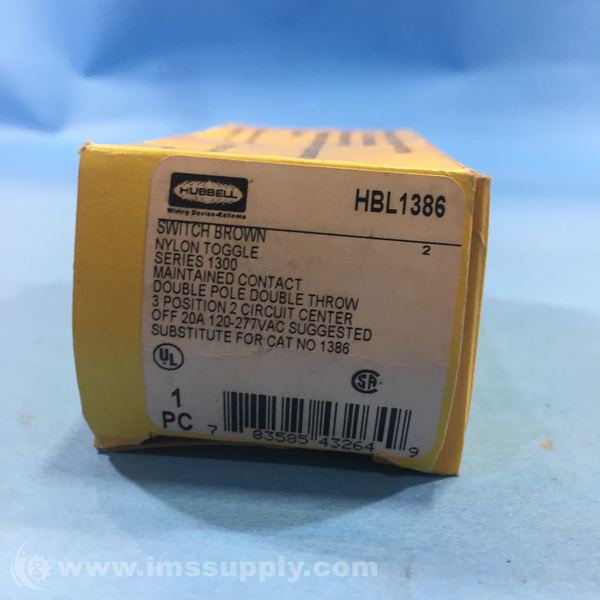 HUBBELL
Wiring Device-Kellems
HBL1386
SWITCH BROWN
2
NYLON TOGGLE
SERIES 1300
MAINTAINED CONTACT
DOUBLE POLE DOUBLE THROW
3 POSITION 2 CIRCUIT CENTER
OFF 20A 120-277VAC SUGGESTED
SUBSTITUTE FOR CAT NO 1386
UL
SA
1
PC
7 83585 43264 9
www.imssupply.com